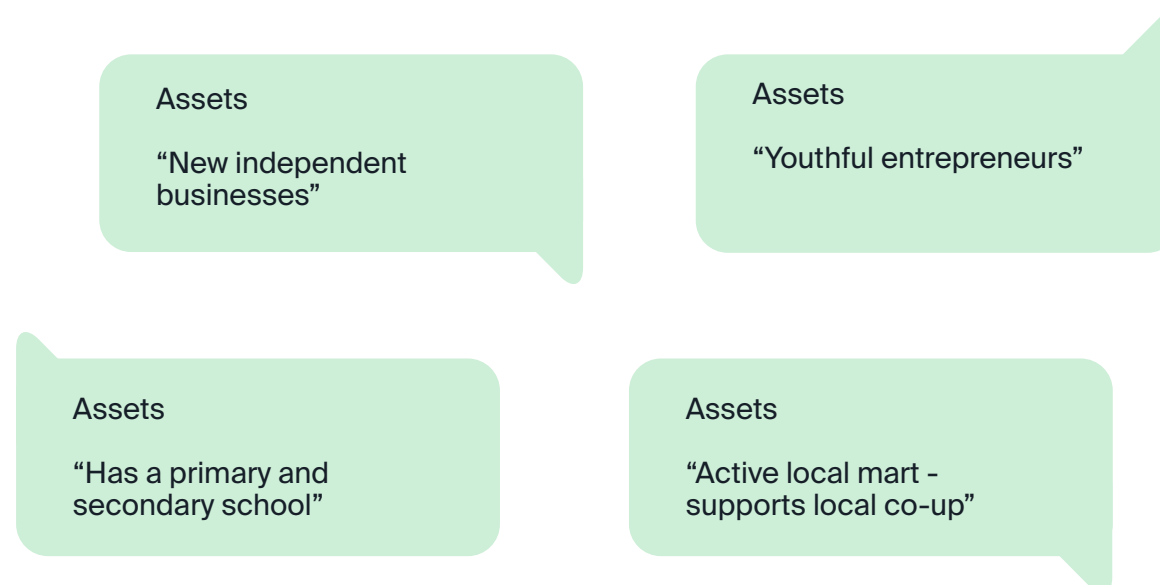 Assets
“New independent
businesses”
Assets
“Youthful entrepreneurs”
Assets
“Has a primary and
secondary school”
Assets
“Active local mart -
supports local co-up”